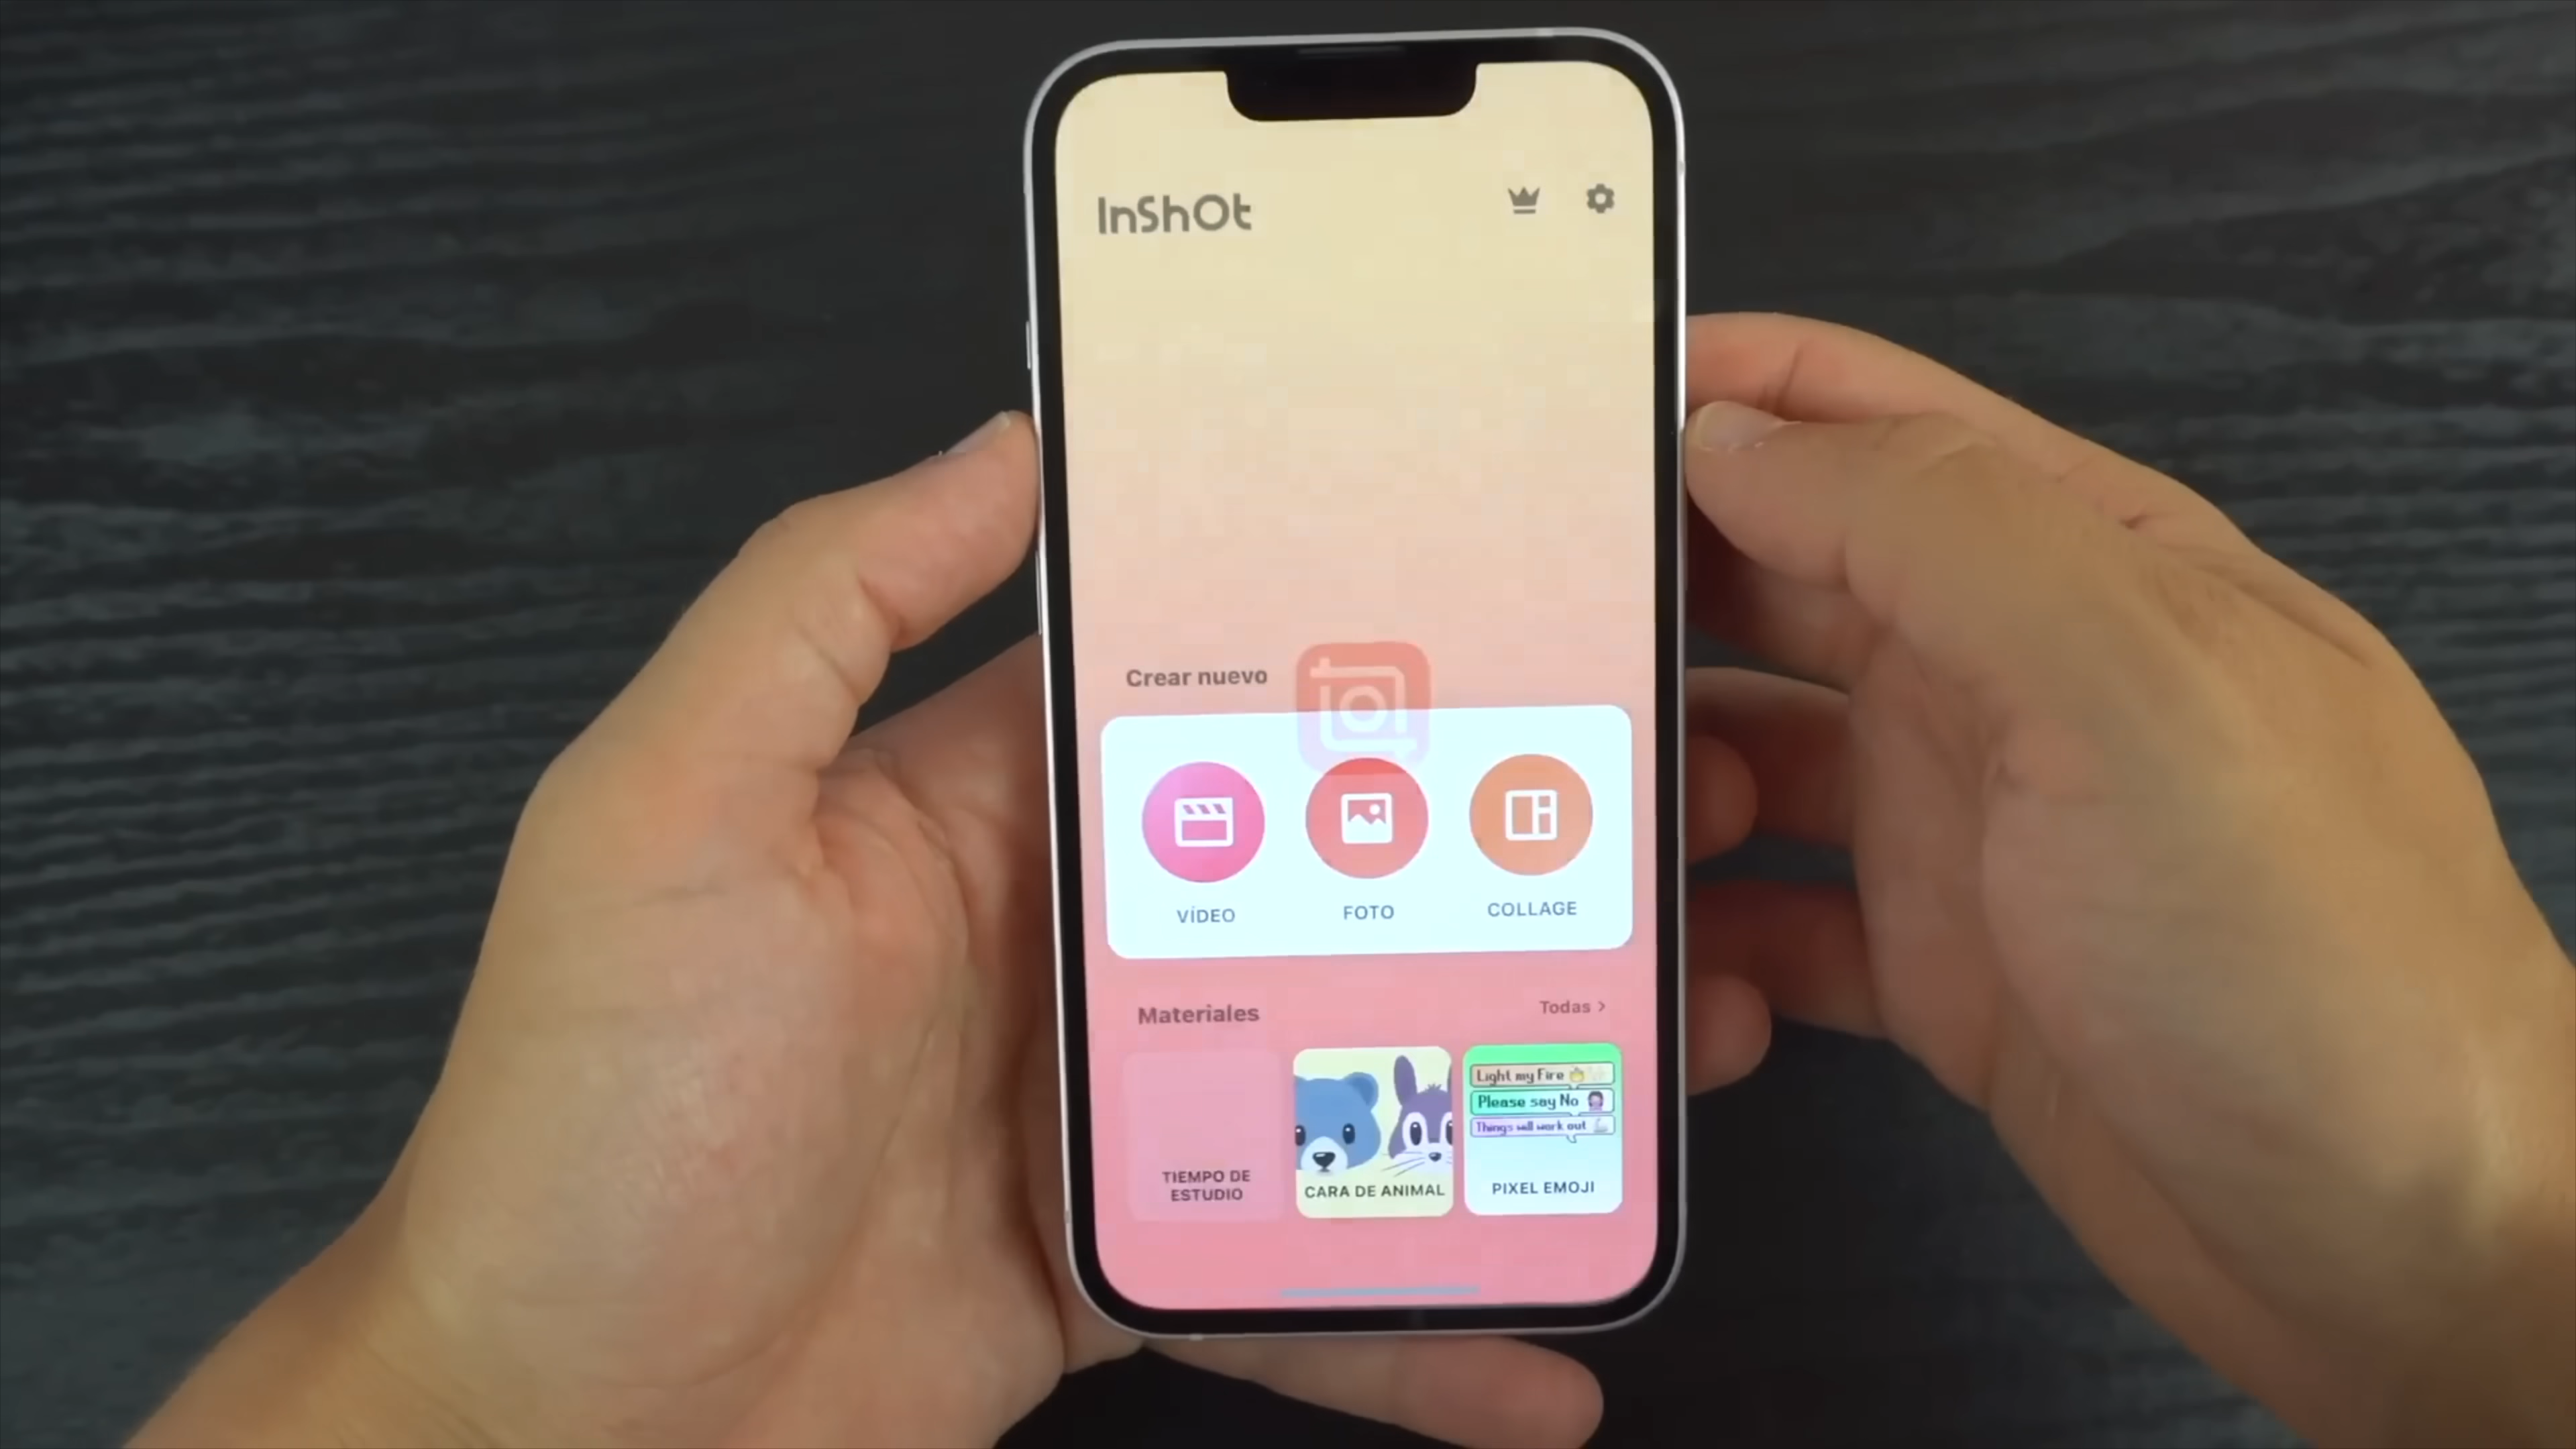 InShOt
Crear nuevo
VÍDEO
FOTO
COLLAGE
Materiales
Todas >
TIEMPO DE
ESTUDIO
CARA DE ANIMAL
Light my Fire
Please say No
Things will work out
PIXEL EMOJI